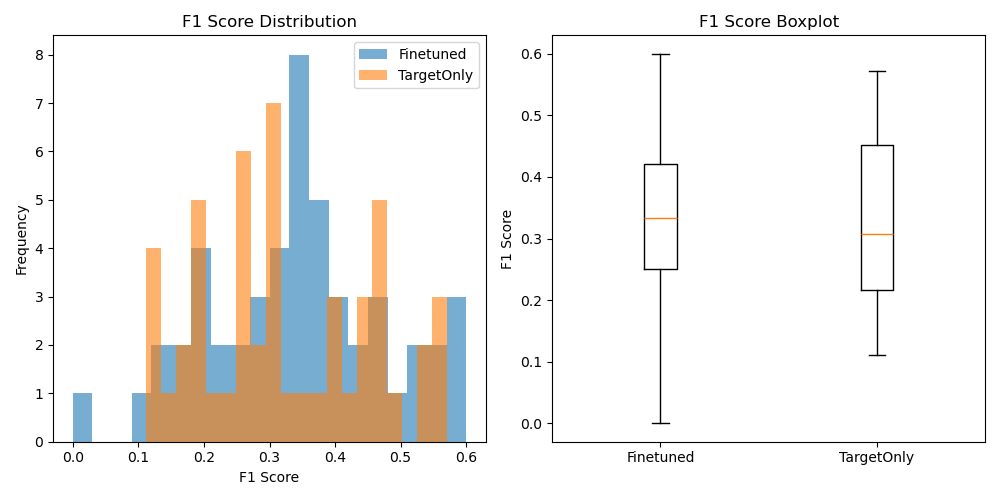 F1 Score Distribution
Frequency
8
7
6
5
4
3
2
1
0
Finetuned
TargetOnly
0.0 0.1 0.2 0.3 0.4 0.5 0.6
F1 Score
F1 Score Boxplot
F1 Score
0.6
0.5
0.4
0.3
0.2
0.1
0.0
Finetuned TargetOnly